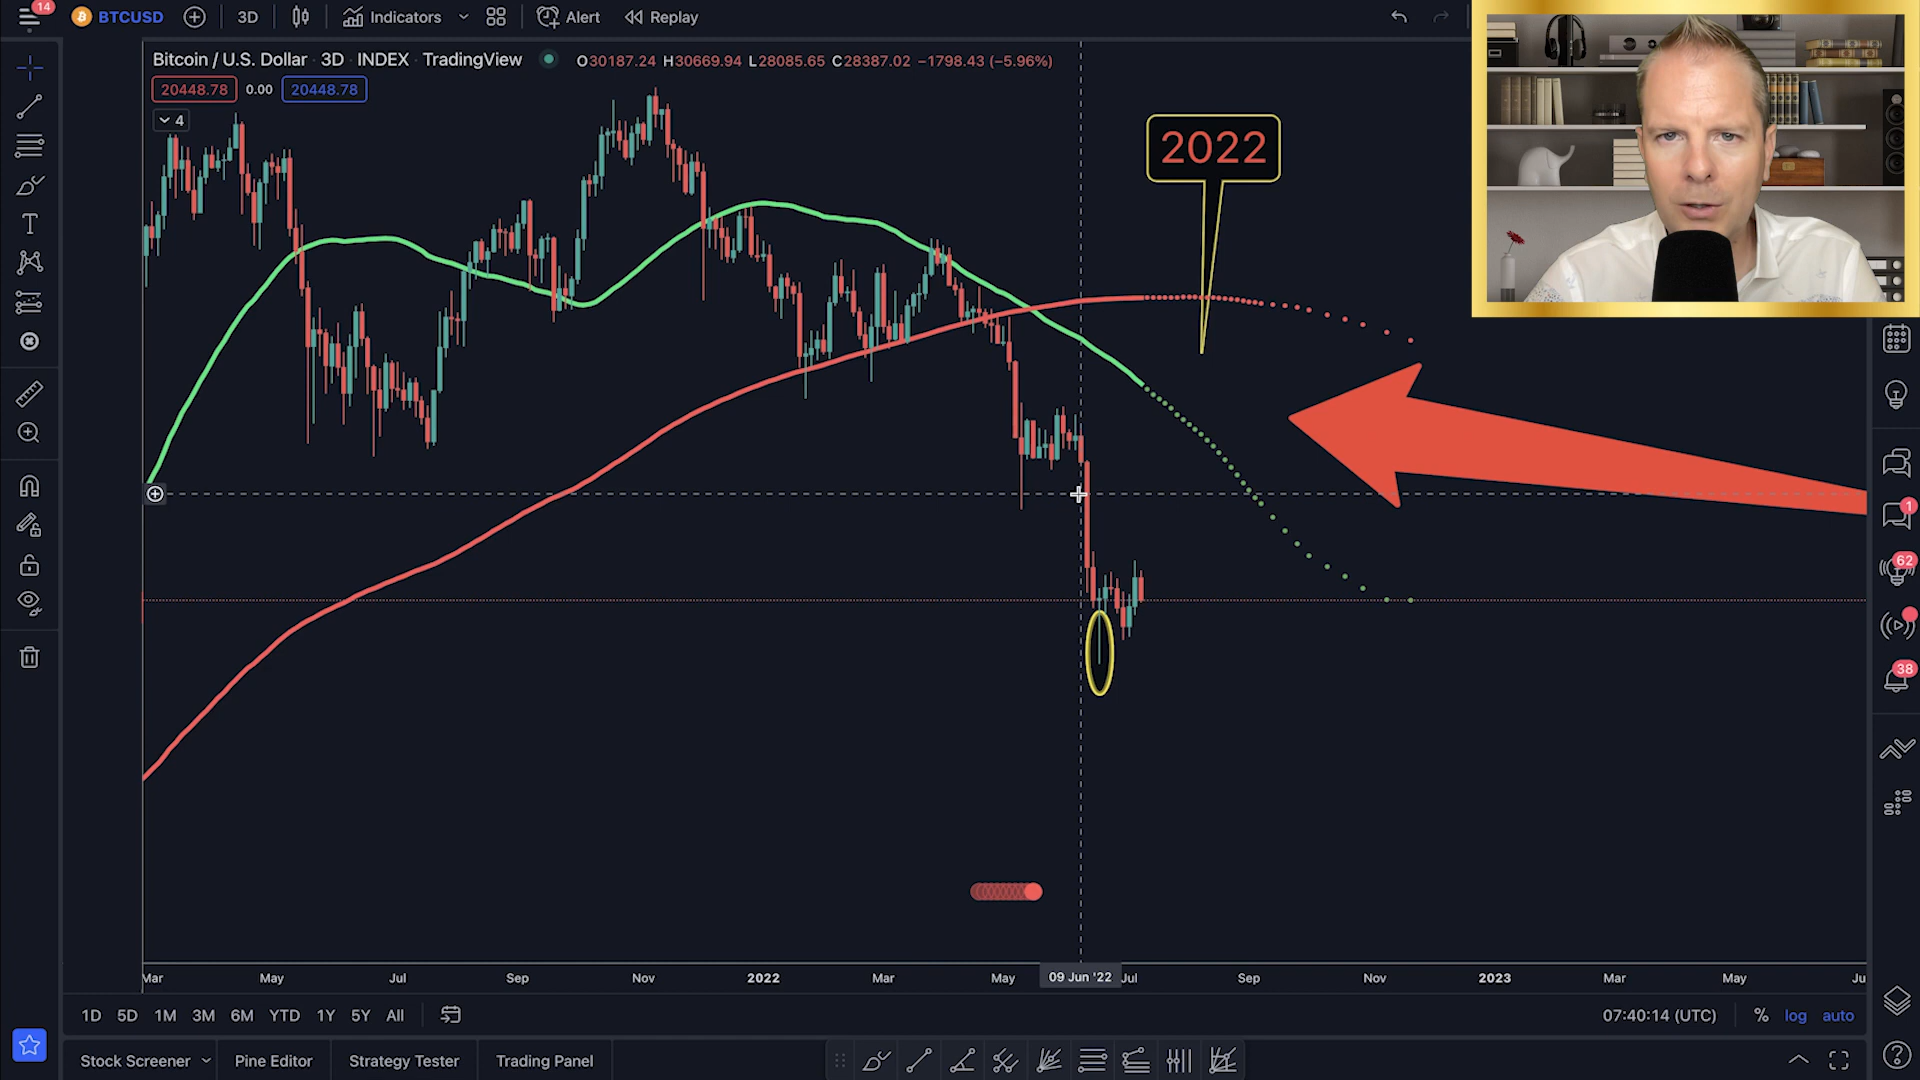 14
BTCUSD 3D Indicators Alert Replay
Bitcoin / U.S. Dollar 3D INDEX TradingView O30187.24 H30669.94 L28085.65 C28387.02 −1798.43 (−5.96%)
20448.78 0.00 20448.78
4
2022
1
62
38
Mar May Jul Sep Nov 2022 Mar May 09 Jun '22 Jul Sep Nov 2023 Mar May Ju
1D 5D 1M 3M 6M YTD 1Y 5Y All 07:40:14 (UTC) % log auto
Stock Screener Pine Editor Strategy Tester Trading Panel